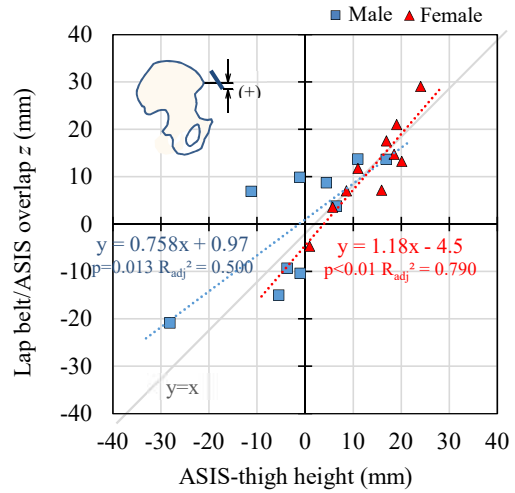 Male Female
40
30
20
10
0
-10
-20
-30
-40
(+)
Lap belt/ASIS overlap z (mm)
y = 0.758x + 0.97
p=0.013 Radj² = 0.500
y = 1.18x - 4.5
p<0.01 Radj² = 0.790
y=x
-40 -30 -20 -10 0 10 20 30 40
ASIS-thigh height (mm)